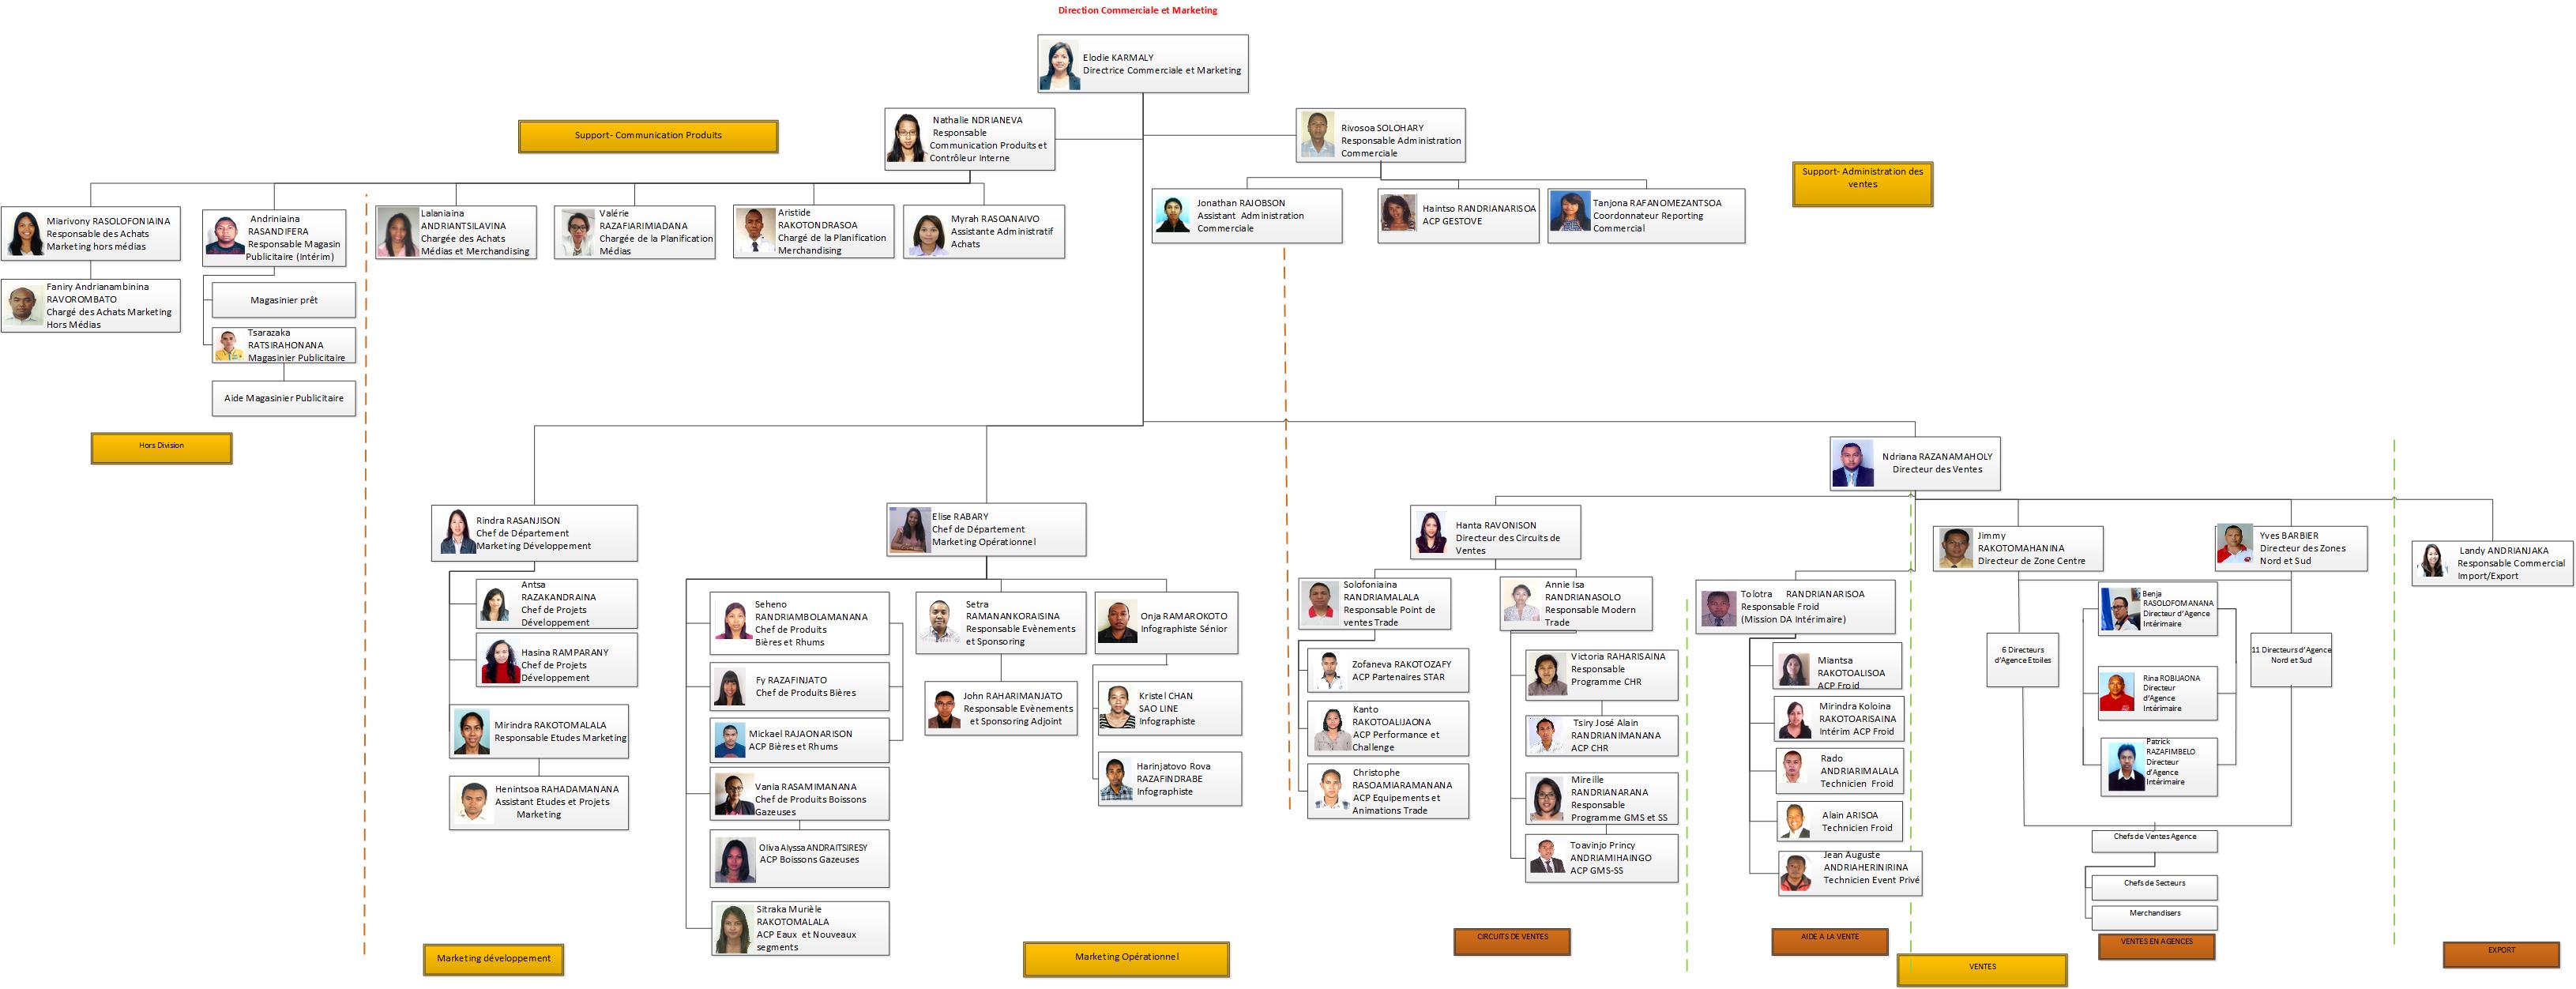 Direction Commerciale et Marketing
Elodie KARMALY
Directrice Commerciale et Marketing
Nathalie NDRIANEVA
Responsable
Communication Produits et
Contrôleur Interne
Support- Communication Produits
Rivosoa SOLOHARY
Responsable Administration
Commerciale
Support- Administration des
ventes
Miarivony RASOLOFONIAINA
Responsable des Achats
Marketing hors médias
Andriniaina
RASANDIFERA
Responsable Magasin
Publicitaire (Intérim)
Lalaniaina
ANDRIANTSILAVINA
Chargée des Achats
Médias et Merchandising
Valérie
RAZAFIARIMIADANA
Chargée de la Planification
Médias
Aristide
RAKOTONDRASOA
Chargé de la Planification
Merchandising
Myrah RASOANAIVO
Assistante Administratif
Achats
Jonathan RAJOBSON
Assistant Administration
Commerciale
Haintso RANDRIANARISOA
ACP GESTOVE
Tanjona RAFANOMEZANTSOA
Coordonnateur Reporting
Commercial
Faniry Andrianambinina
RAVOROMBATO
Chargé des Achats Marketing
Hors Médias
Magasinier prêt
Tsarazaka
RATSIRAHONANA
Magasinier Publicitaire
Aide Magasinier Publicitaire
Hors Division
Ndriana RAZANAMAHOLY
Directeur des Ventes
Rindra RASANJISON
Chef de Département
Marketing Développement
Antsa
RAZAKANDRAINA
Chef de Projets
Développement
Hasina RAMPARANY
Chef de Projets
Développement
Mirindra RAKOTOMALALA
Responsable Etudes Marketing
Henintsoa RAHADAMANANA
Assistant Etudes et Projets
Marketing
Marketing développement
Elise RABARY
Chef de Département
Marketing Opérationnel
Seheno
RANDRIAMBOLAMANANA
Chef de Produits
Bières et Rhums
Fy RAZAFINJATO
Chef de Produits Bières
Mickael RAJAONARISON
ACP Bières et Rhums
Vania RASAMIMANANA
Chef de Produits Boissons
Gazeuses
Oliva Alyssa ANDRAITSIRESY
ACP Boissons Gazeuses
Sitraka Murièle
RAKOTOMALALA
ACP Eaux et Nouveaux
segments
Setra
RAMANANKORAISINA
Responsable Evènements
et Sponsoring
John RAHARIMANJATO
Responsable Evènements
et Sponsoring Adjoint
Onja RAMAROKOTO
Infographiste Sénior
Kristel CHAN
SAO LINE
Infographiste
Harinjatovo Rova
RAZAFINDRABE
Infographiste
Marketing Opérationnel
Hanta RAVONISON
Directeur des Circuits de
Ventes
Solofoniaina
RANDRIAMALALA
Responsable Point de
ventes Trade
Zofaneva RAKOTOZAFY
ACP Partenaires STAR
Kanto
RAKOTOALIJAONA
ACP Performance et
Challenge
Christophe
RASOAMIARAMANANA
ACP Equipements et
Animations Trade
Annie Isa
RANDRIANASOLO
Responsable Modern
Trade
Victoria RAHARISAINA
Responsable
Programme CHR
Tsiry José Alain
RANDRIANIMANANA
ACP CHR
Mireille
RANDRIANARANA
Responsable
Programme GMS et SS
Toavinjo Princy
ANDRIAMIHAINGO
ACP GMS-SS
CIRCUITS DE VENTES
Tolotra RANDRIANARISOA
Responsable Froid
(Mission DA Intérimaire)
Miantsa
RAKOTOALISOA
ACP Froid
Mirindra Koloina
RAKOTOARISAINA
Intérim ACP Froid
Rado
ANDRIARIMALALA
Technicien Froid
Alain ARISOA
Technicien Froid
Jean Auguste
ANDRIAHERINIRINA
Technicien Event Privé
AIDE A LA VENTE
Jimmy
RAKOTOMAHANINA
Directeur de Zone Centre
Yves BARBIER
Directeur des Zones
Nord et Sud
6 Directeurs
d'Agence Etoiles
Benja
RASOLOFOMANANA
Directeur d'Agence
Intérimaire
Rina ROBIJAONA
Directeur
d'Agence
Intérimaire
Patrick
RAZAFIMBELO
Directeur
d'Agence
Intérimaire
11 Directeurs d'Agence
Nord et Sud
Chefs de Ventes Agence
Chefs de Secteurs
Merchandisers
VENTES EN AGENCES
VENTES
Landy ANDRIANJAKA
Responsable Commercial
Import/Export
EXPORT